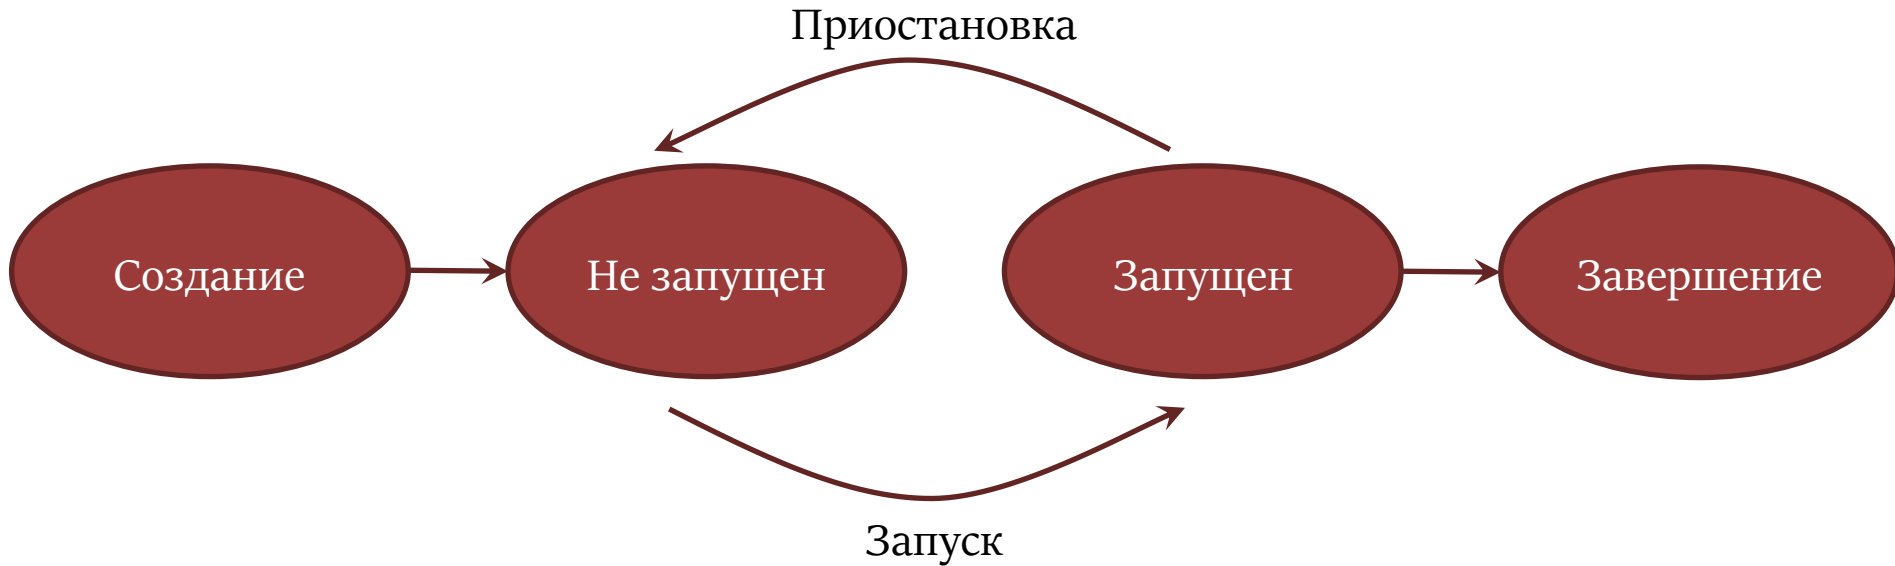 Приостановка
Создание
Не запущен
Запущен
Завершение
Запуск